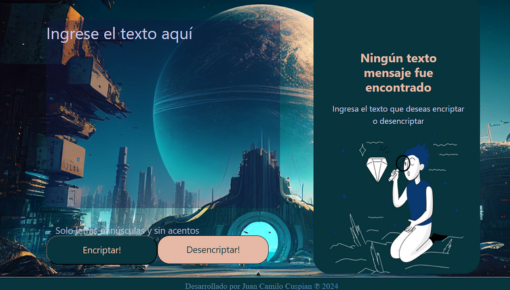 Ingrese el texto aquí
Ningún texto
mensaje fue
encontrado
Ingresa el texto que deseas encriptar
o desencriptar
Solo letras minúsculas y sin acentos
Encriptar!
Desencriptar!
Desarrollado por Juan Camilo Cuspian ® 2024